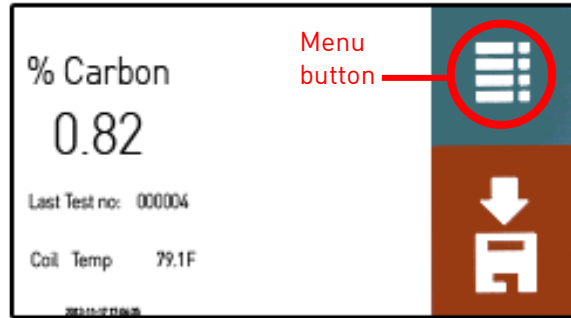 % Carbon
0.82
Last Test no: 000004
Coil Temp 79.1F
Menu
button